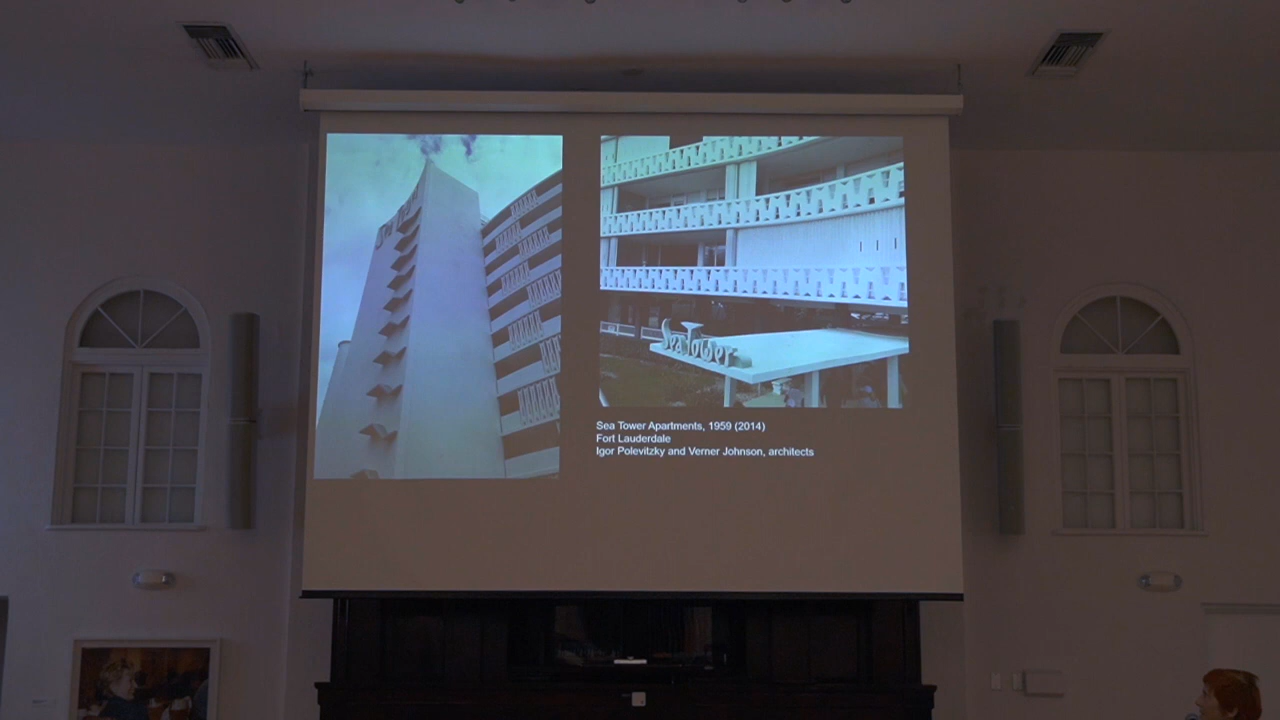 Sea Tower
Sea Tower Apartments, 1959 (2014)
Fort Lauderdale
Igor Polevitzky and Verner Johnson, architects